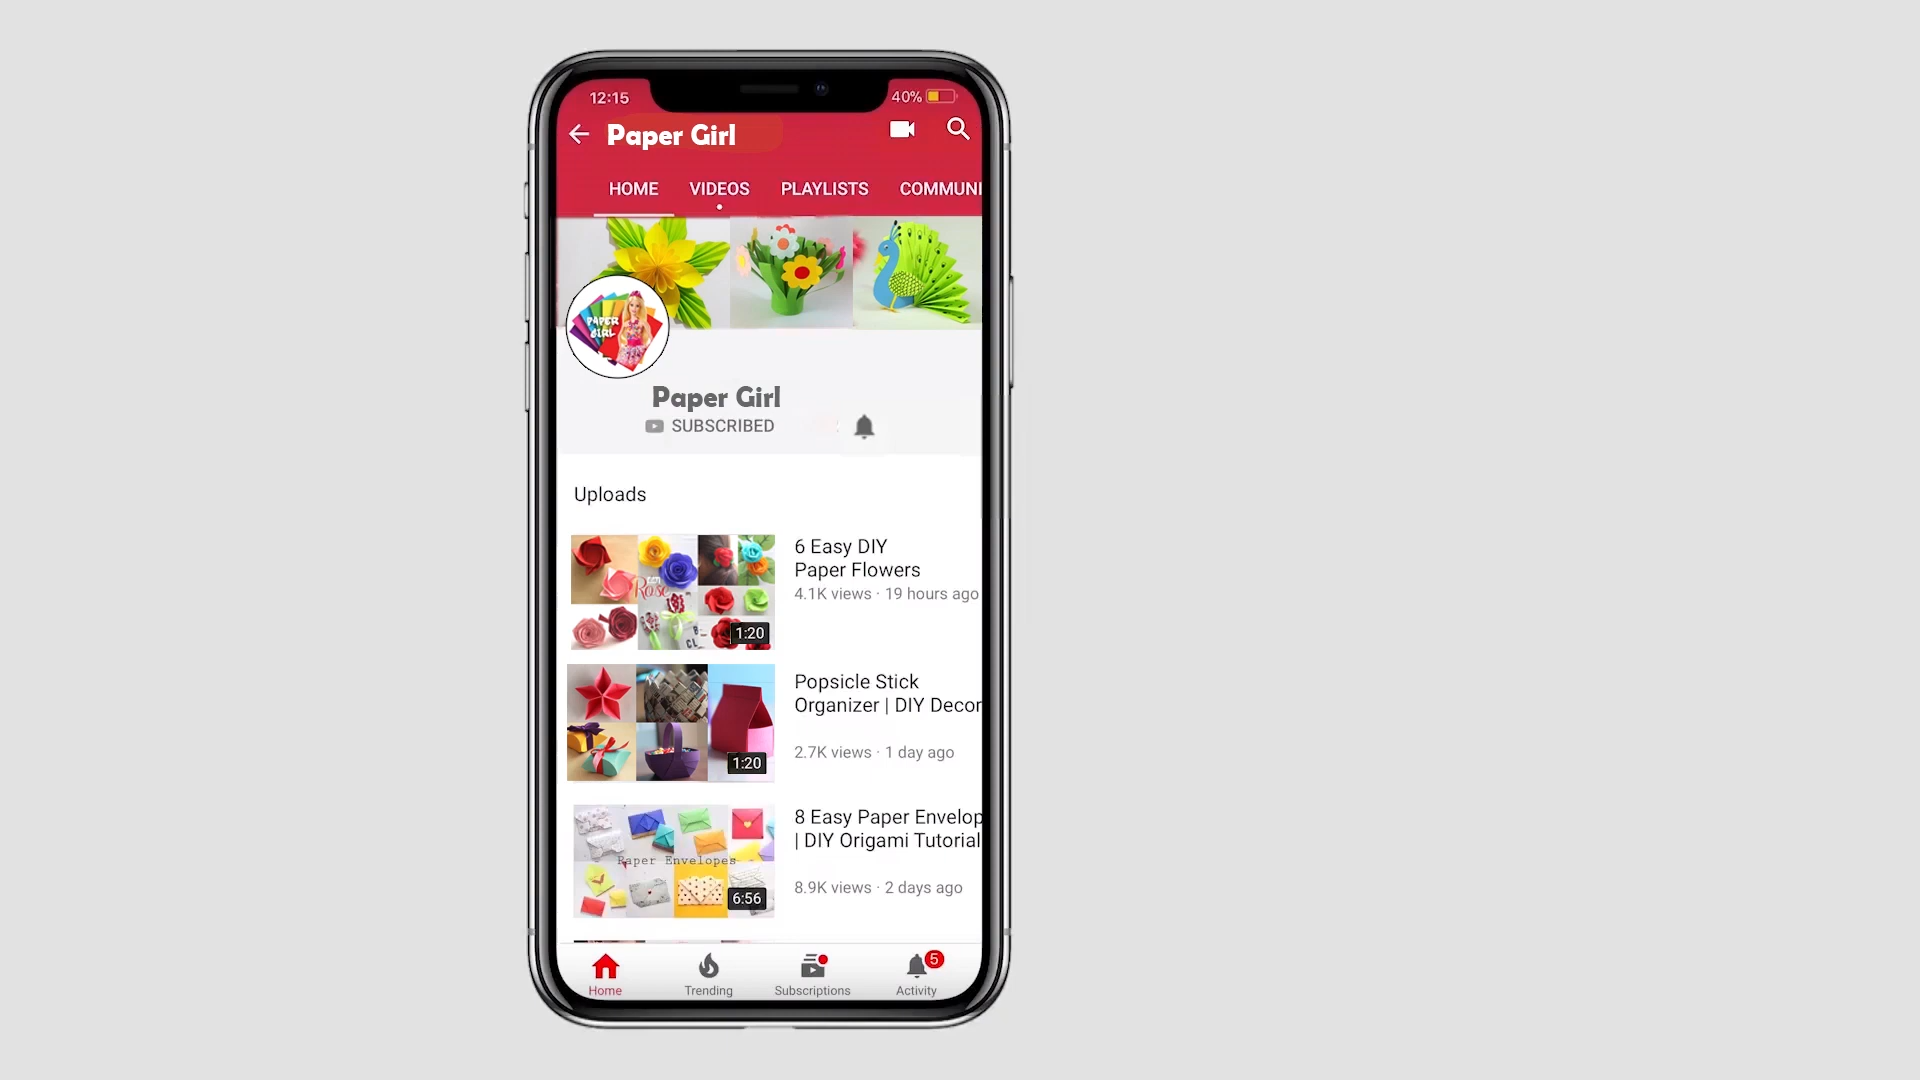 12:15
40%
Paper Girl
HOME VIDEOS PLAYLISTS COMMUNI
PAPER
GIRL
Paper Girl
SUBSCRIBED
Uploads
6 Easy DIY
Paper Flowers
4.1K views · 19 hours ago
Rose
1:20
Popsicle Stick
Organizer | DIY Decor
2.7K views · 1 day ago
1:20
8 Easy Paper Envelop
| DIY Origami Tutorial
Paper Envelopes
8.9K views · 2 days ago
6:56
5
Home Trending Subscriptions Activity